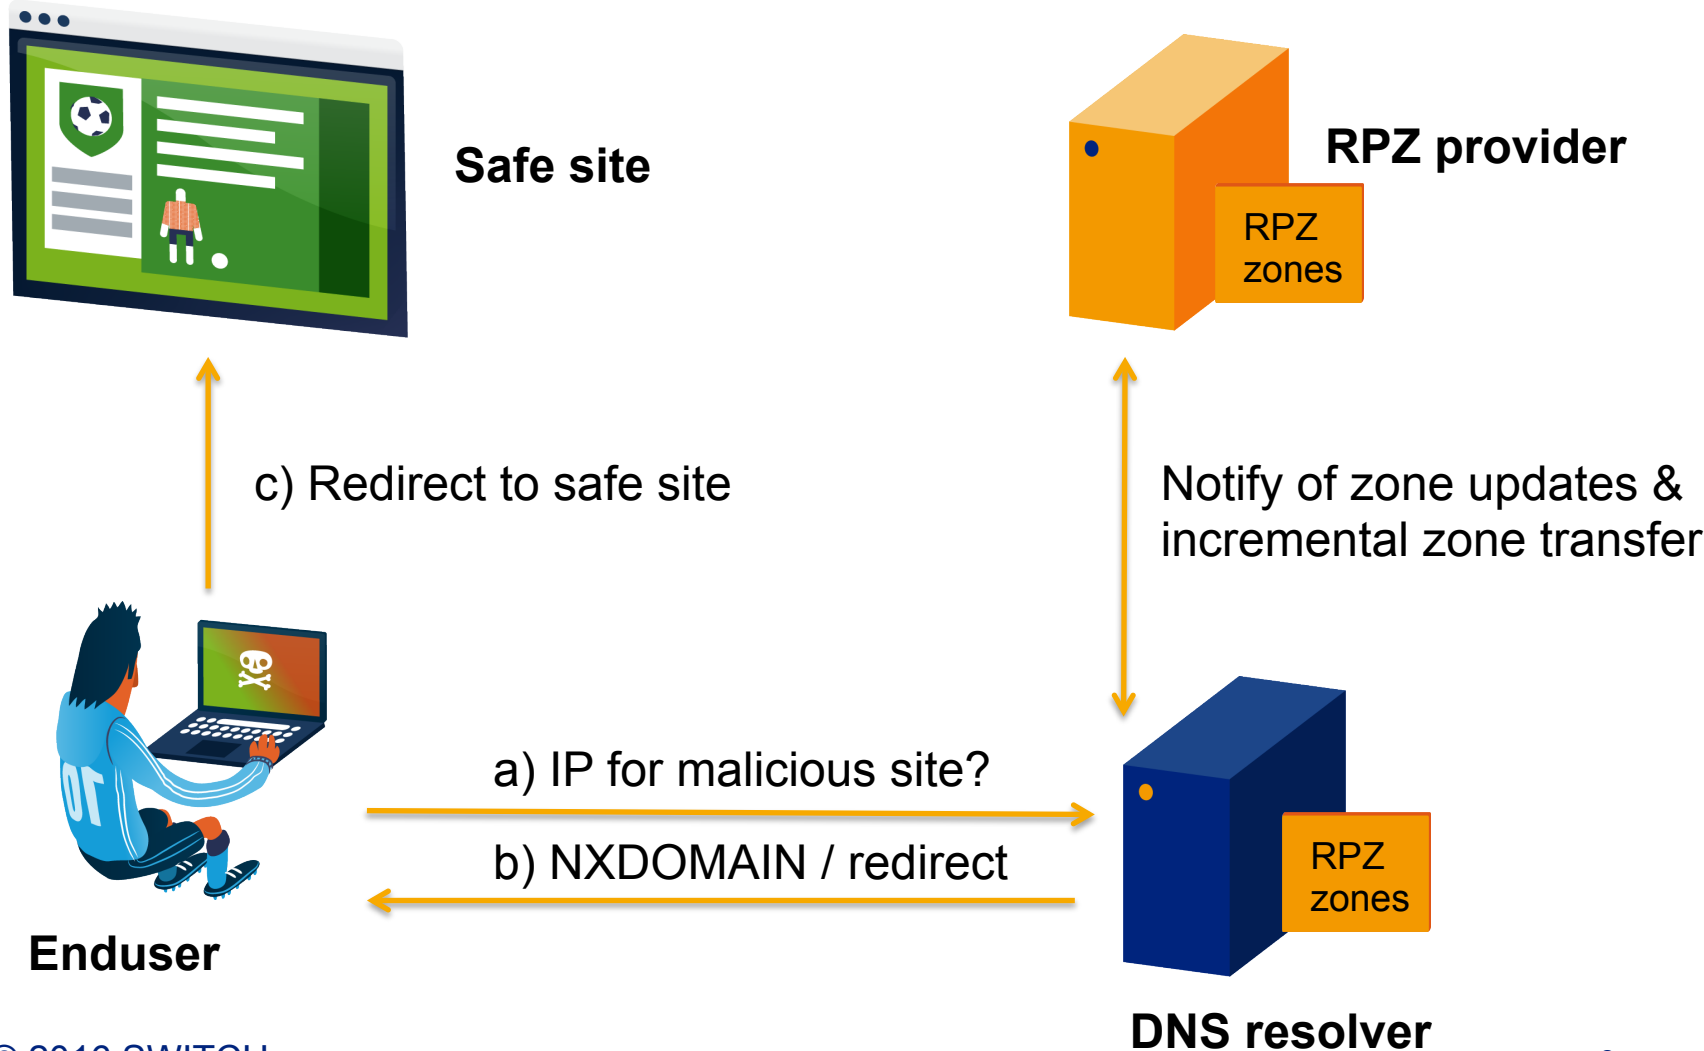 Safe site
RPZ provider
RPZ
zones
c) Redirect to safe site
Notify of zone updates &
incremental zone transfer
a) IP for malicious site?
b) NXDOMAIN / redirect
RPZ
zones
10
Enduser
DNS resolver